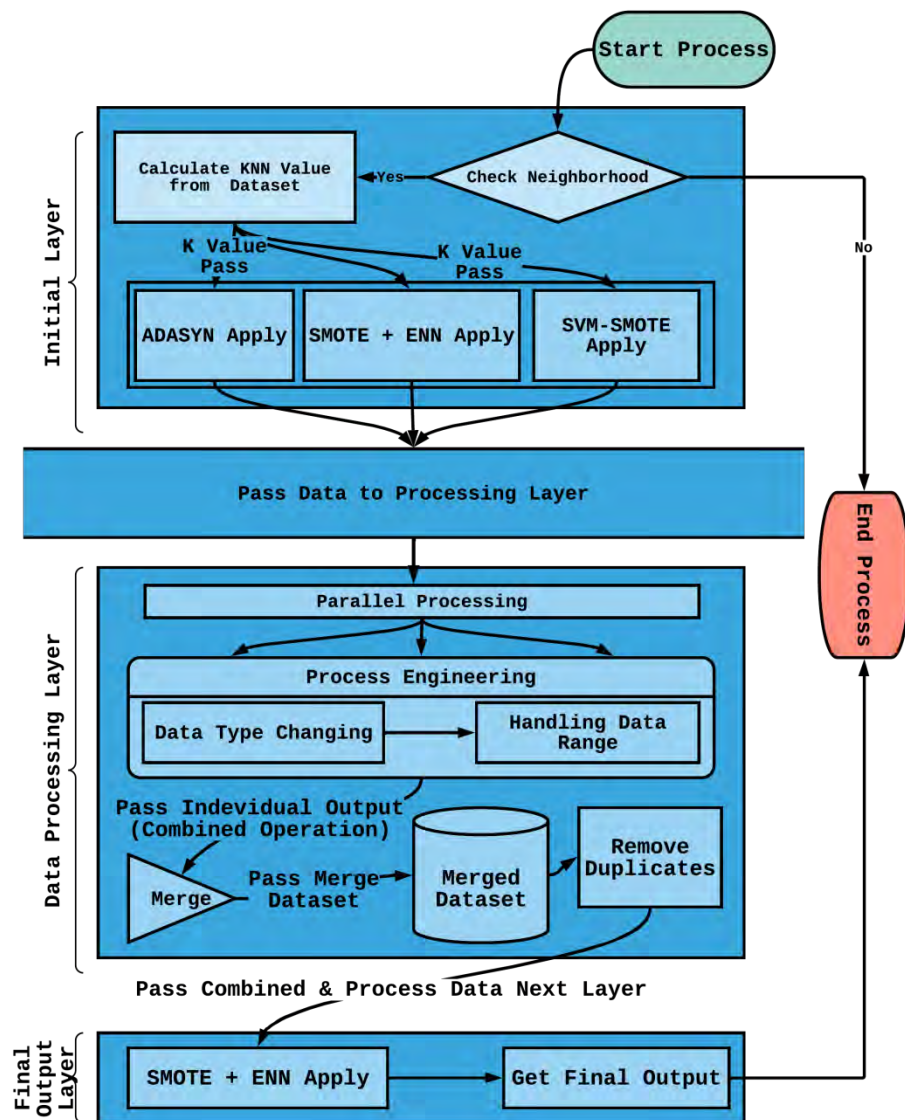 Start Process
Initial Layer
Calculate KNN Value
from Dataset
Yes
Check Neighborhood
No
K Value
Pass
K Value
Pass
ADASYN Apply
SMOTE + ENN Apply
SVM-SMOTE
Apply
Pass Data to Processing Layer
End Process
Data Processing Layer
Parallel Processing
Process Engineering
Data Type Changing
Handling Data
Range
Pass Indevidual Output
(Combined Operation)
Merge
Pass Merge
Dataset
Merged
Dataset
Remove
Duplicates
Pass Combined & Process Data Next Layer
Final
Output
Layer
SMOTE + ENN Apply
Get Final Output